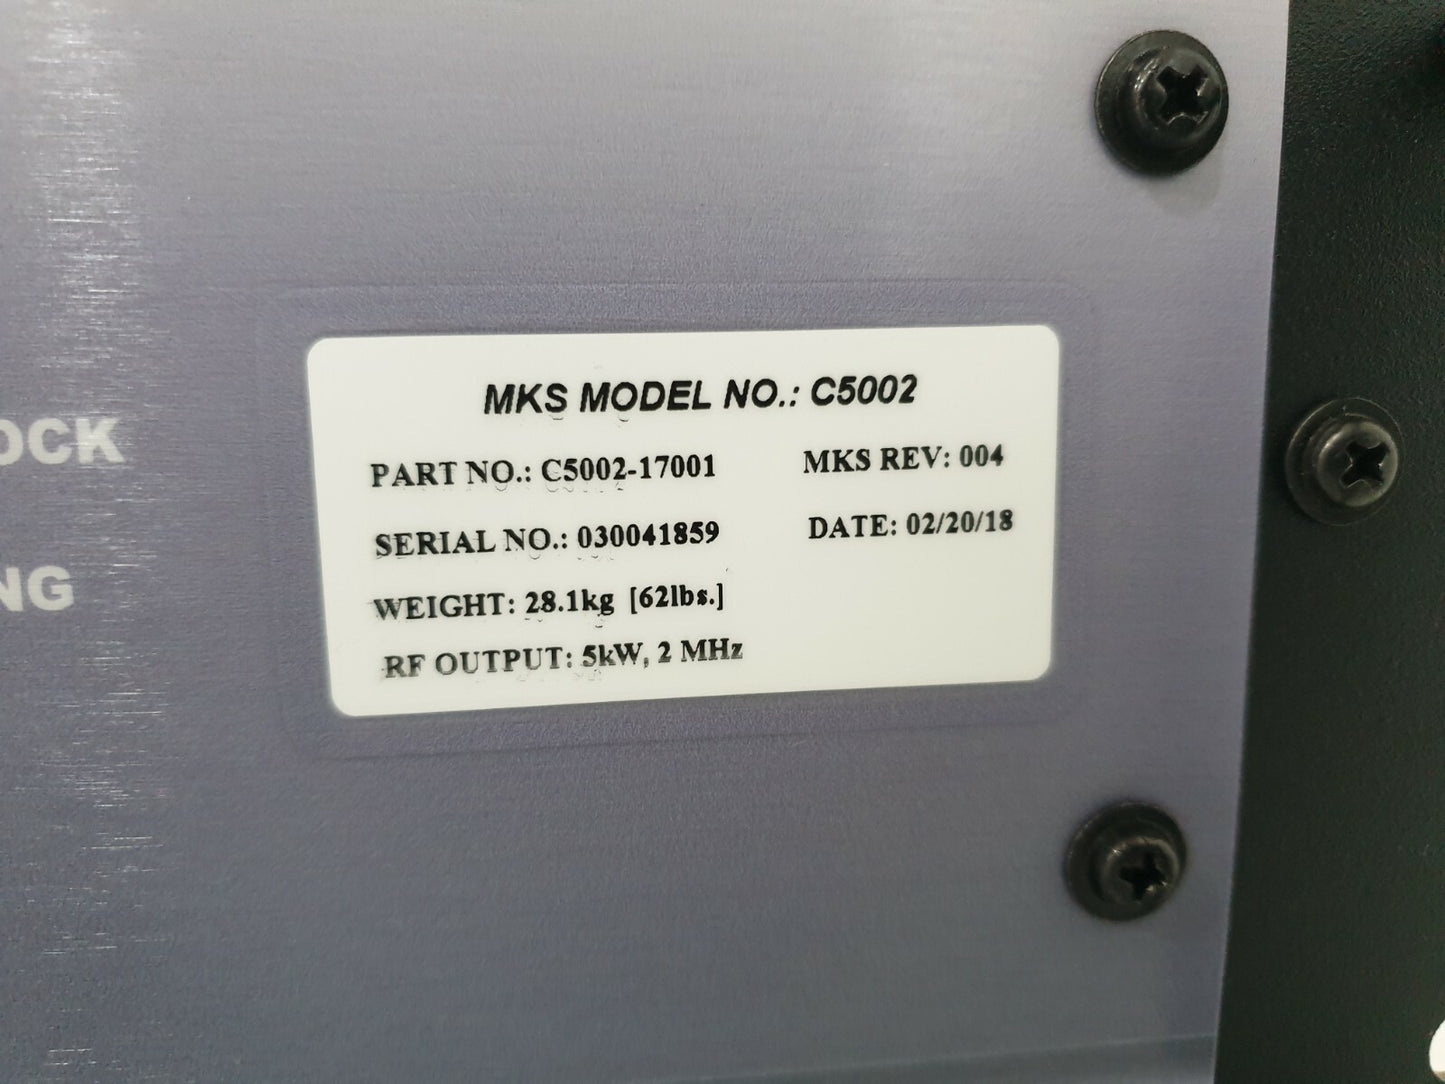 MKS MODEL NO.: C5002
PART NO.: C5002-17001 MKS REV: 004
SERIAL NO.: 030041859 DATE: 02/20/18
WEIGHT: 28.1kg [62lbs.]
RF OUTPUT: 5kW, 2 MHz
OCK
NG